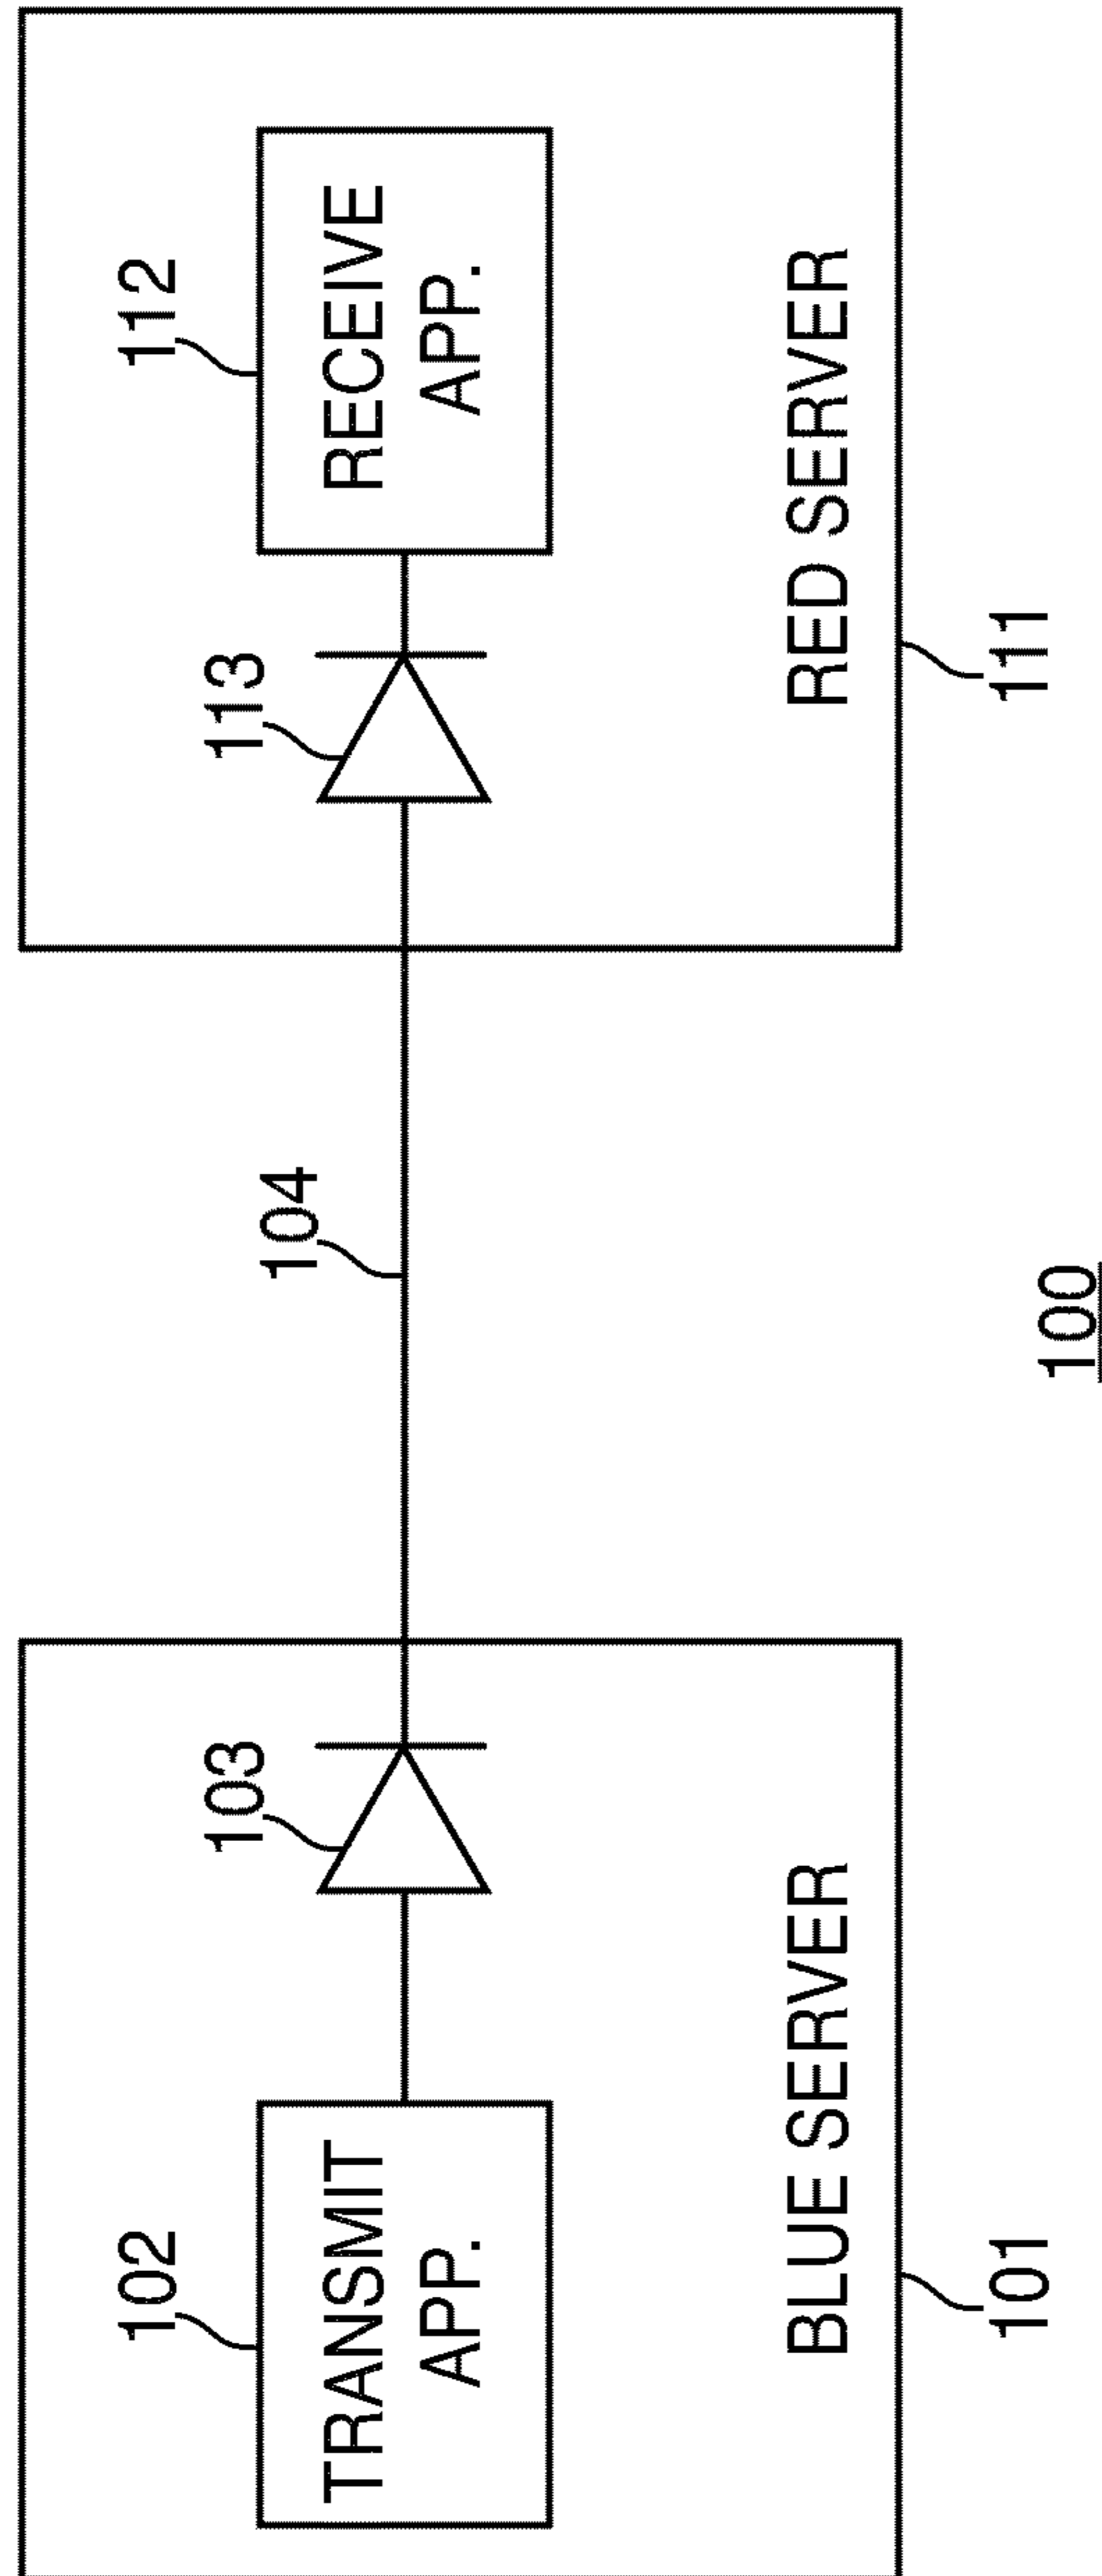 102
TRANSMIT
APP.
103
BLUE SERVER
101
104
100
113
112
RECEIVE
APP.
RED SERVER
111